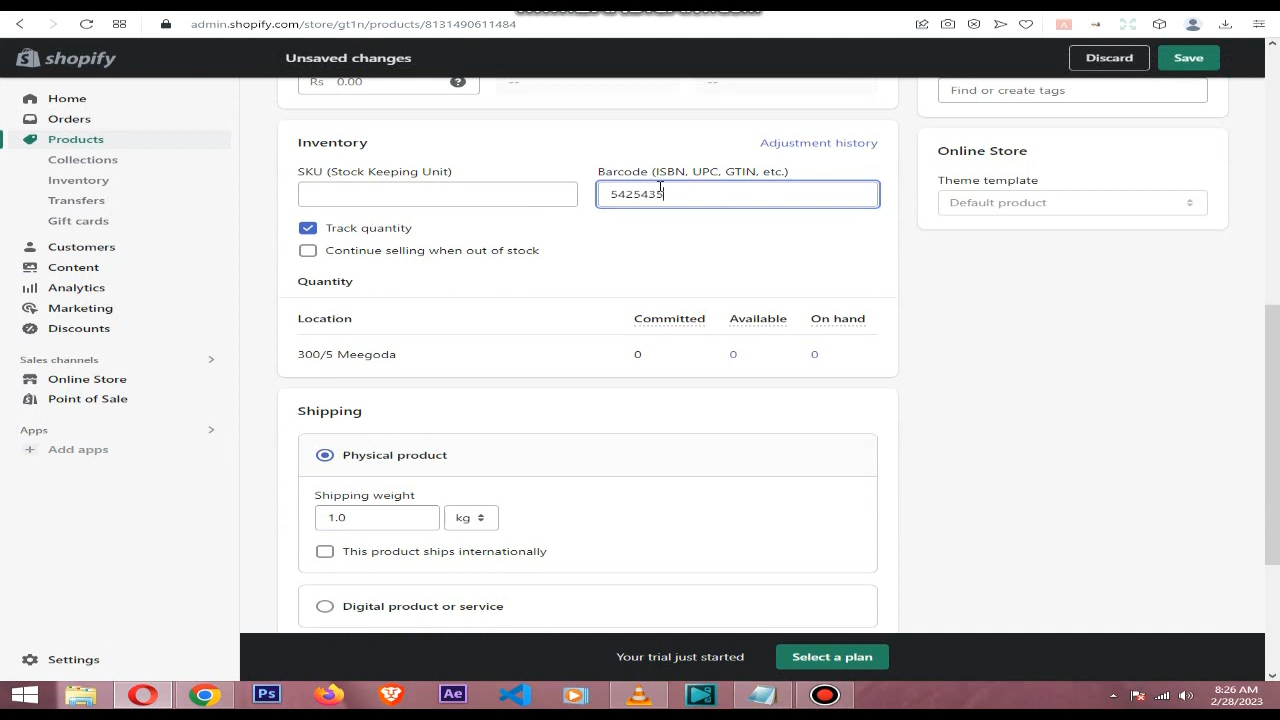 admin.shopify.com/store/gt1n/products/8131490611484
shopify
Unsaved changes
Discard
Save
Home
Orders
Products
Collections
Inventory
Transfers
Gift cards
Customers
Content
Analytics
Marketing
Discounts
Sales channels
Online Store
Point of Sale
Apps
Add apps
Settings
Rs 0.00
--
--
Find or create tags
Inventory
Adjustment history
SKU (Stock Keeping Unit)
Barcode (ISBN, UPC, GTIN, etc.)
5425435
Track quantity
Continue selling when out of stock
Quantity
Location Committed Available On hand
300/5 Meegoda 0 0 0
Shipping
Physical product
Shipping weight
1.0 kg
This product ships internationally
Digital product or service
Online Store
Theme template
Default product
Your trial just started
Select a plan
Ps
Ae
8:26 AM
2/28/2023